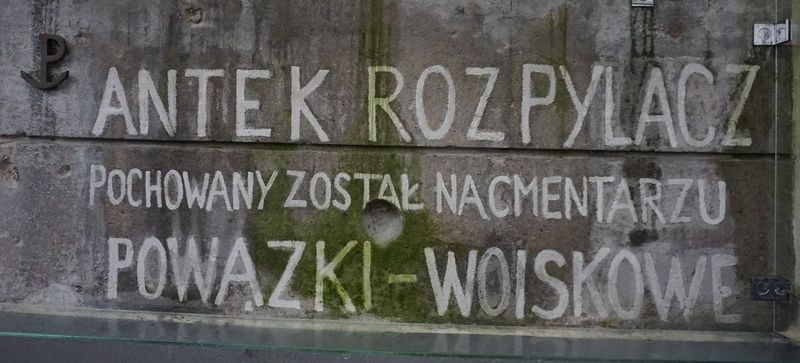 ANTEK ROZPYLACZ
POCHOWANY ZOSTAŁ NA CMENTARZU
POWĄZKI - WOISKOWE